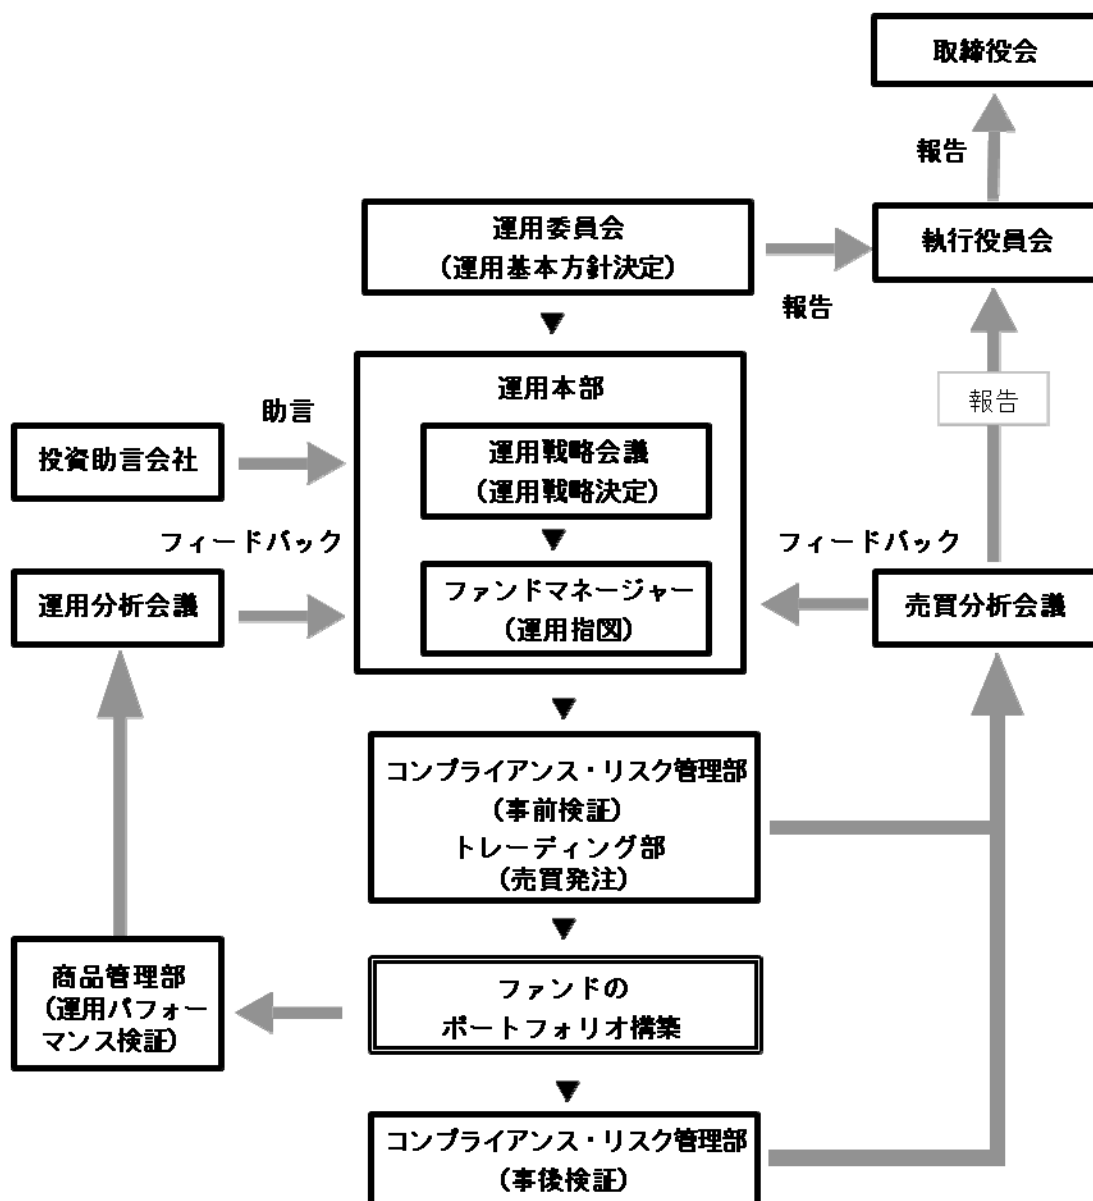 取締役会
報告
運用委員会
(運用基本方針決定)
執行役員会
報告
運用本部
報告
助言
投資助言会社
運用戦略会議
(運用戦略決定)
フィードバック
フィードバック
運用分析会議
ファンドマネージャー
(運用指図)
売買分析会議
コンプライアンス・リスク管理部
(事前検証)
トレーディング部
(売買発注)
商品管理部
(運用パフォー
マンス検証)
ファンドの
ポートフォリオ構築
コンプライアンス・リスク管理部
(事後検証)